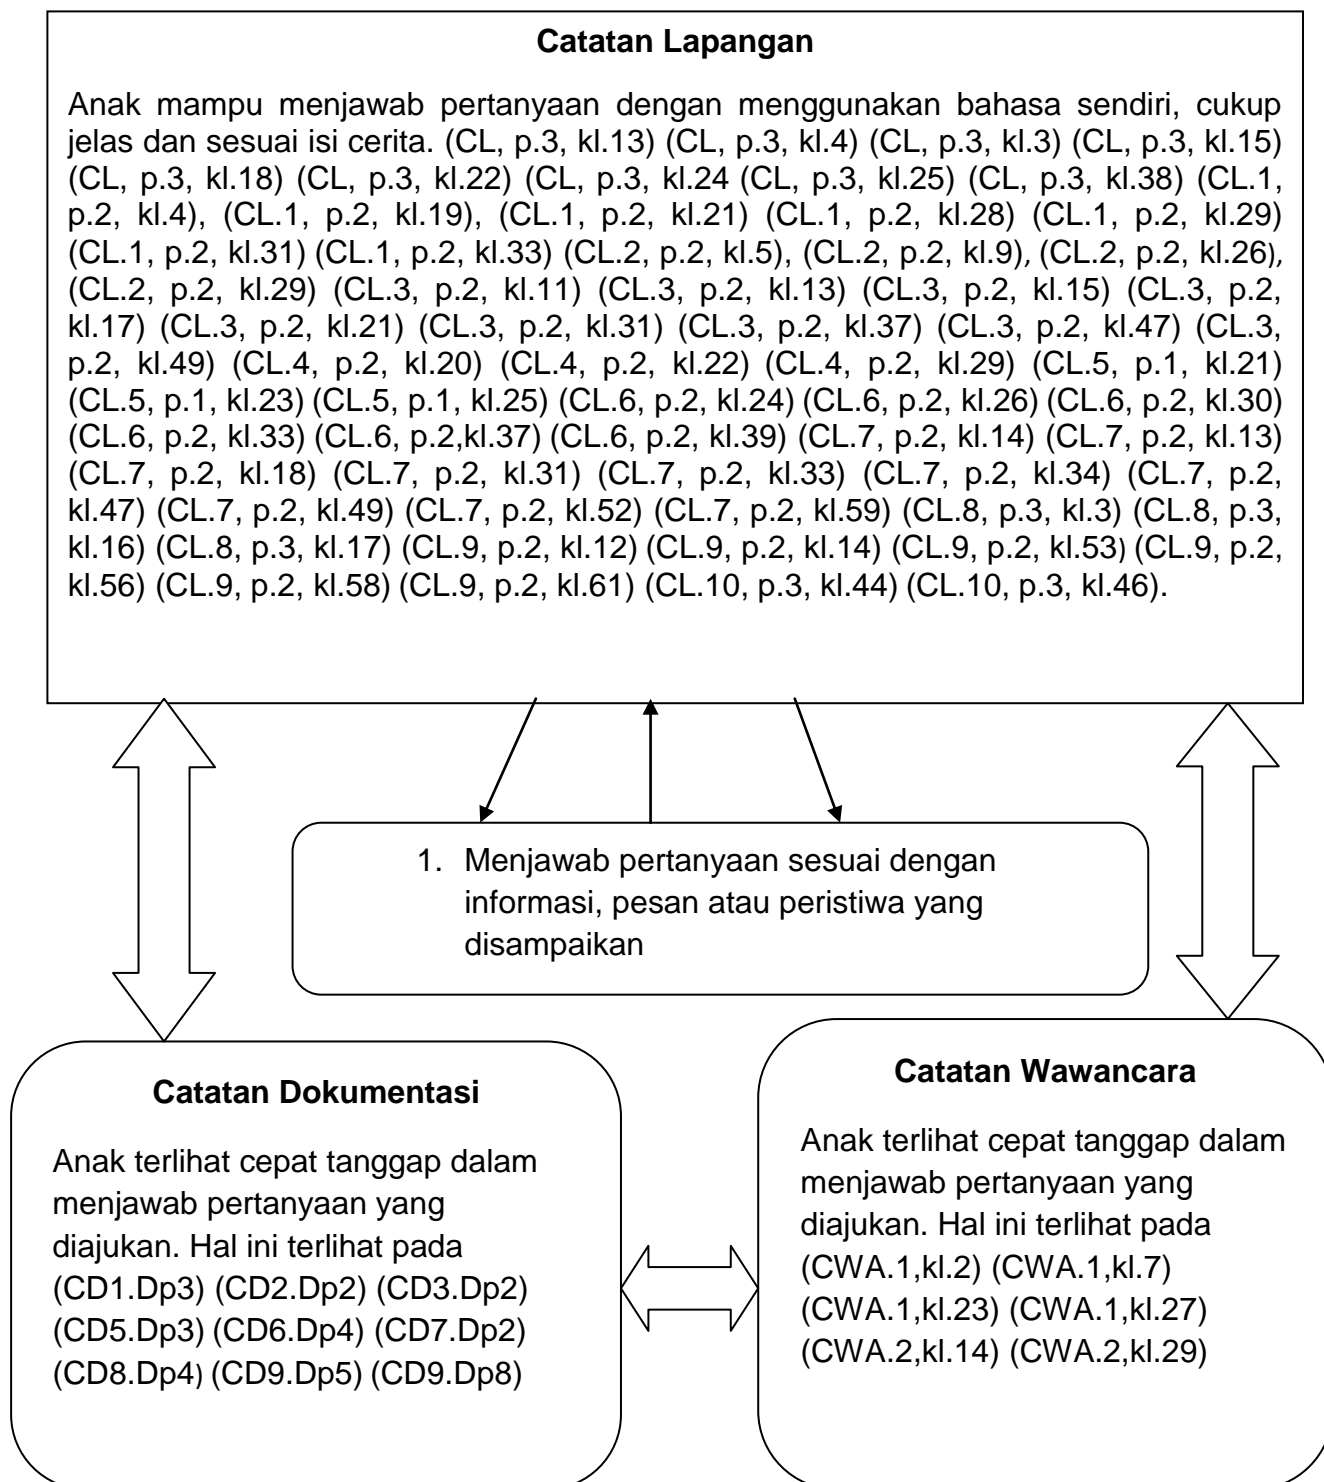 Catatan Lapangan
Anak mampu menjawab pertanyaan dengan menggunakan bahasa sendiri, cukup
jelas dan sesuai isi cerita. (CL, p.3, kl.13) (CL, p.3, kl.4) (CL, p.3, kl.3) (CL, p.3, kl.15)
(CL, p.3, kl.18) (CL, p.3, kl.22) (CL, p.3, kl.24 (CL, p.3, kl.25) (CL, p.3, kl.38) (CL.1,
p.2, kl.4), (CL.1, p.2, kl.19), (CL.1, p.2, kl.21) (CL.1, p.2, kl.28) (CL.1, p.2, kl.29)
(CL.1, p.2, kl.31) (CL.1, p.2, kl.33) (CL.2, p.2, kl.5), (CL.2, p.2, kl.9), (CL.2, p.2, kl.26),
(CL.2, p.2, kl.29) (CL.3, p.2, kl.11) (CL.3, p.2, kl.13) (CL.3, p.2, kl.15) (CL.3, p.2,
kl.17) (CL.3, p.2, kl.21) (CL.3, p.2, kl.31) (CL.3, p.2, kl.37) (CL.3, p.2, kl.47) (CL.3,
p.2, kl.49) (CL.4, p.2, kl.20) (CL.4, p.2, kl.22) (CL.4, p.2, kl.29) (CL.5, p.1, kl.21)
(CL.5, p.1, kl.23) (CL.5, p.1, kl.25) (CL.6, p.2, kl.24) (CL.6, p.2, kl.26) (CL.6, p.2, kl.30)
(CL.6, p.2, kl.33) (CL.6, p.2,kl.37) (CL.6, p.2, kl.39) (CL.7, p.2, kl.14) (CL.7, p.2, kl.13)
(CL.7, p.2, kl.18) (CL.7, p.2, kl.31) (CL.7, p.2, kl.33) (CL.7, p.2, kl.34) (CL.7, p.2,
kl.47) (CL.7, p.2, kl.49) (CL.7, p.2, kl.52) (CL.7, p.2, kl.59) (CL.8, p.3, kl.3) (CL.8, p.3,
kl.16) (CL.8, p.3, kl.17) (CL.9, p.2, kl.12) (CL.9, p.2, kl.14) (CL.9, p.2, kl.53) (CL.9, p.2,
kl.56) (CL.9, p.2, kl.58) (CL.9, p.2, kl.61) (CL.10, p.3, kl.44) (CL.10, p.3, kl.46).
1. Menjawab pertanyaan sesuai dengan
informasi, pesan atau peristiwa yang
disampaikan
Catatan Dokumentasi
Anak terlihat cepat tanggap dalam
menjawab pertanyaan yang
diajukan. Hal ini terlihat pada
(CD1.Dp3) (CD2.Dp2) (CD3.Dp2)
(CD5.Dp3) (CD6.Dp4) (CD7.Dp2)
(CD8.Dp4) (CD9.Dp5) (CD9.Dp8)
Catatan Wawancara
Anak terlihat cepat tanggap dalam
menjawab pertanyaan yang
diajukan. Hal ini terlihat pada
(CWA.1,kl.2) (CWA.1,kl.7)
(CWA.1,kl.23) (CWA.1,kl.27)
(CWA.2,kl.14) (CWA.2,kl.29)